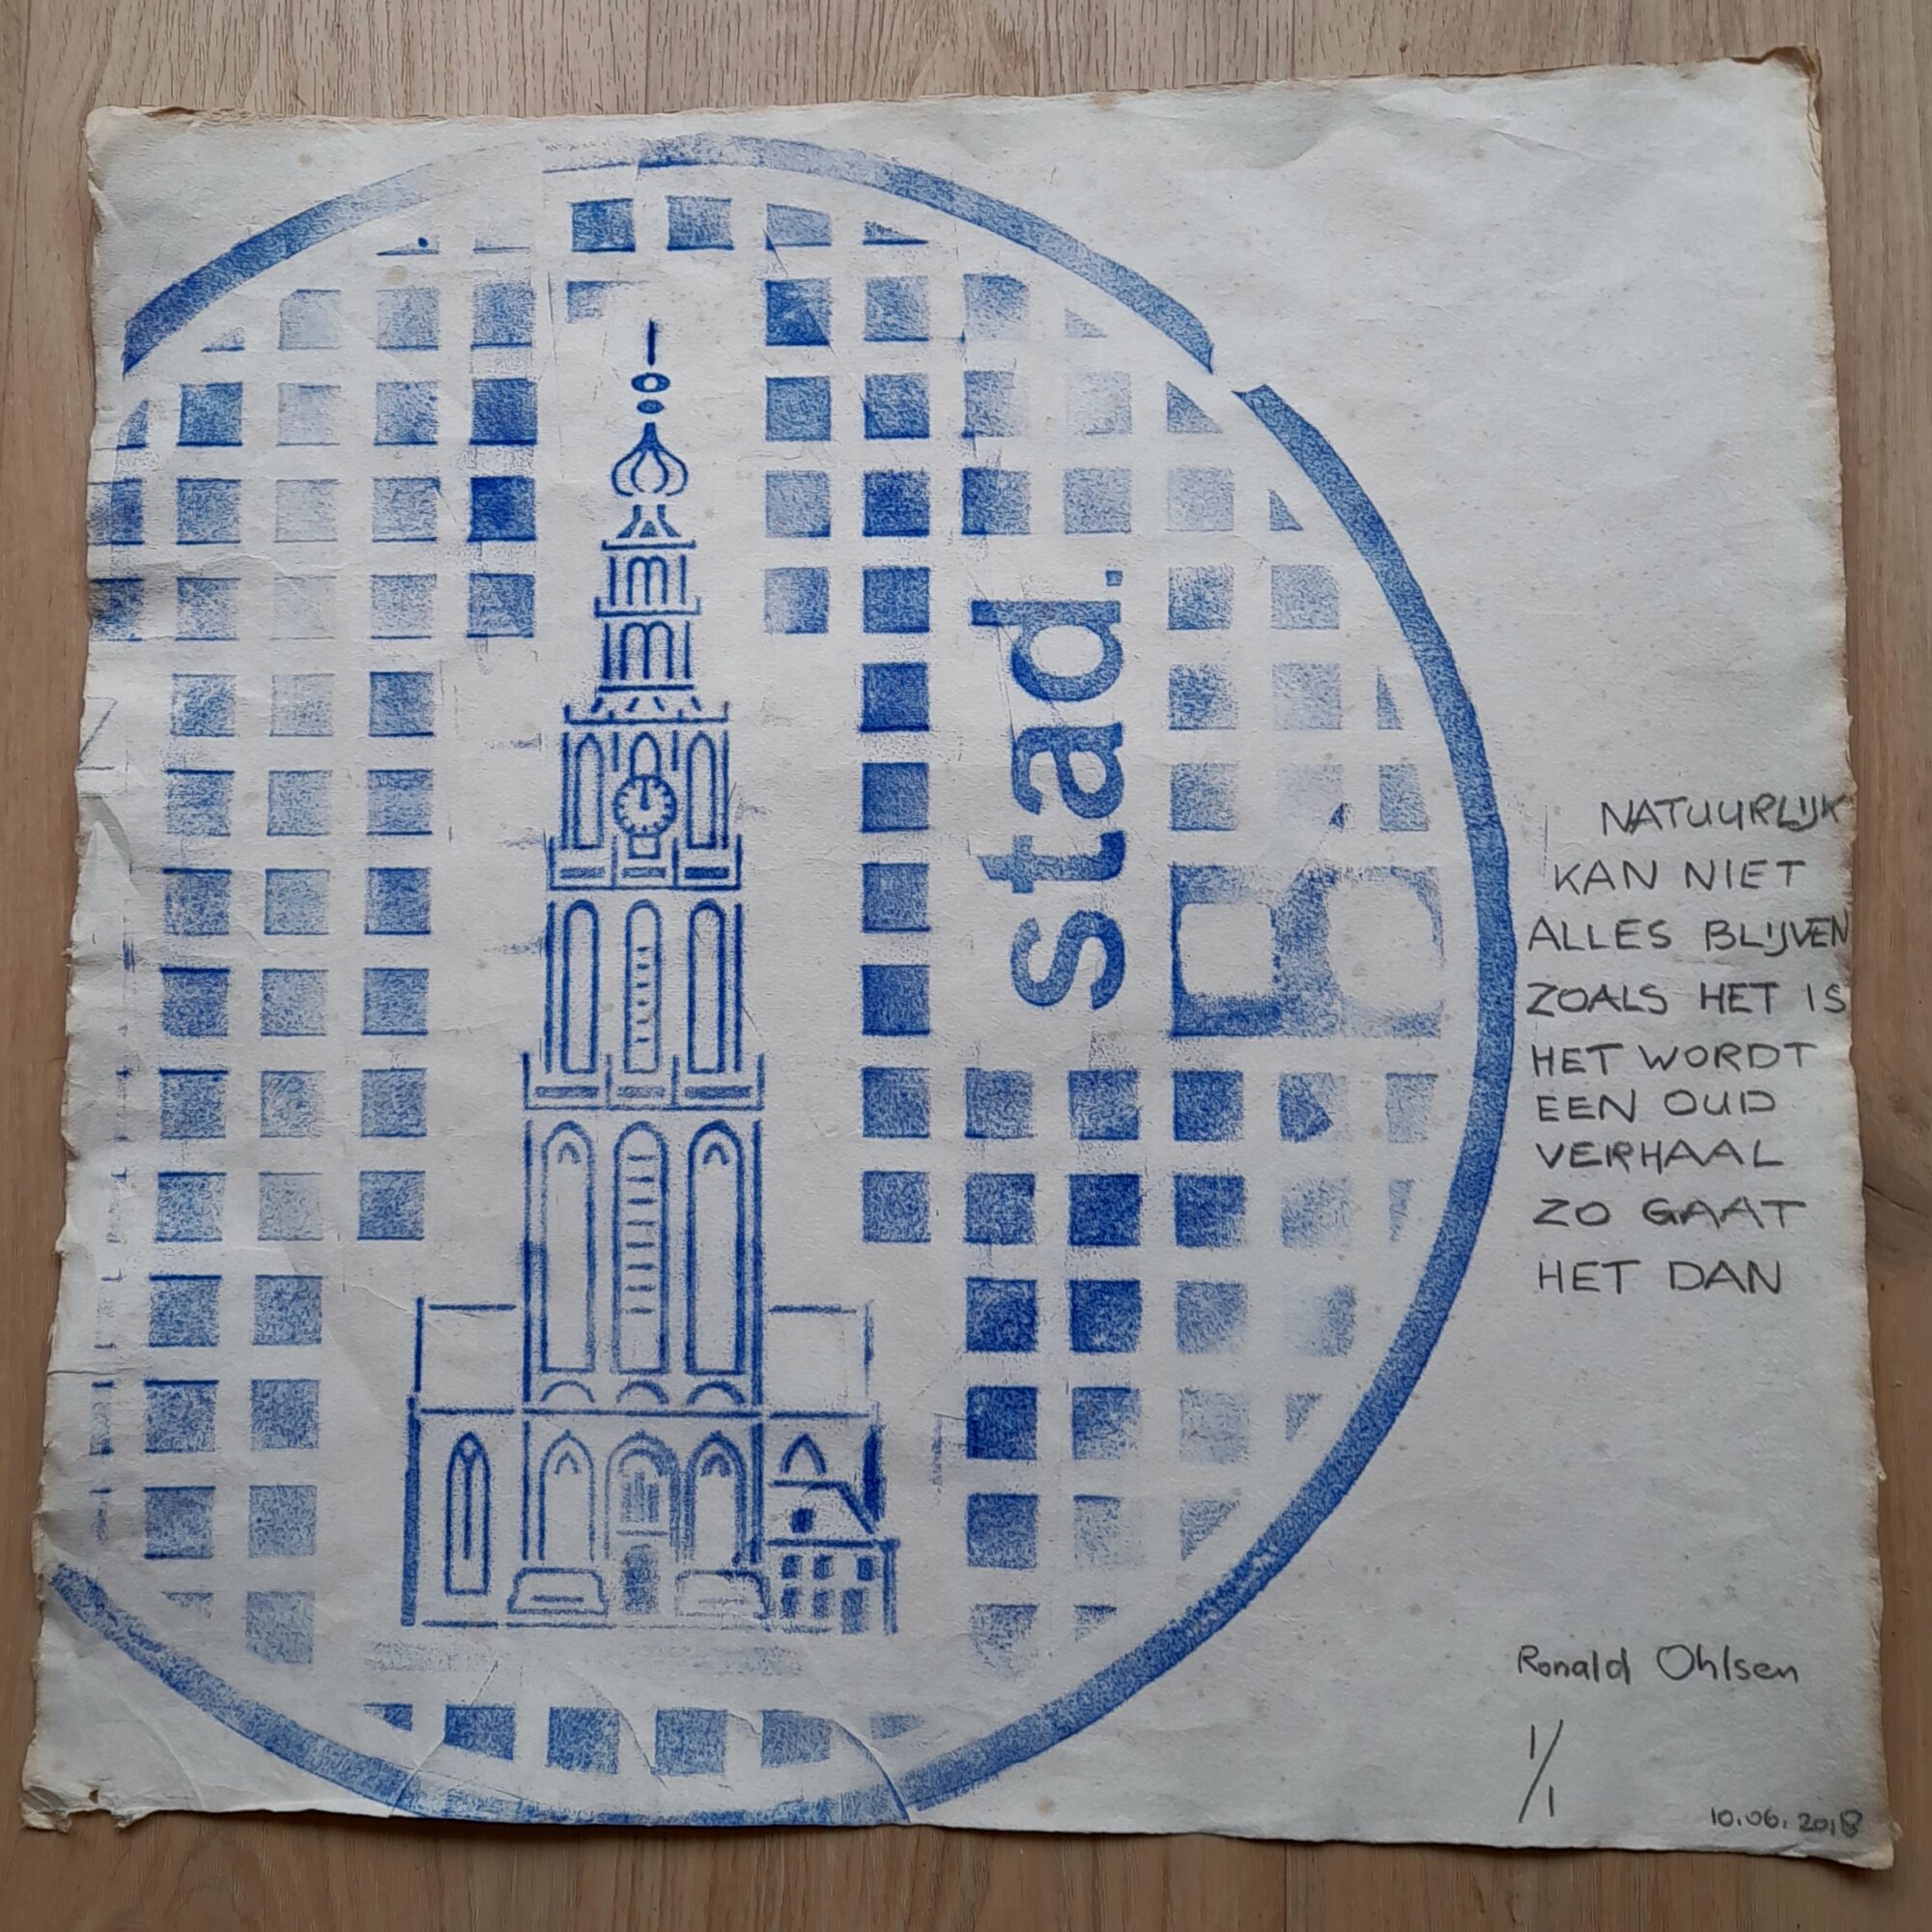 stad.
NATUURLIJK
KAN NIET
ALLES BLIJVEN
ZOALS HET IS
HET WORDT
EEN OUD
VERHAAL
ZO GAAT
HET DAN
Ronald Ohlsen
1/1
10.06.2018